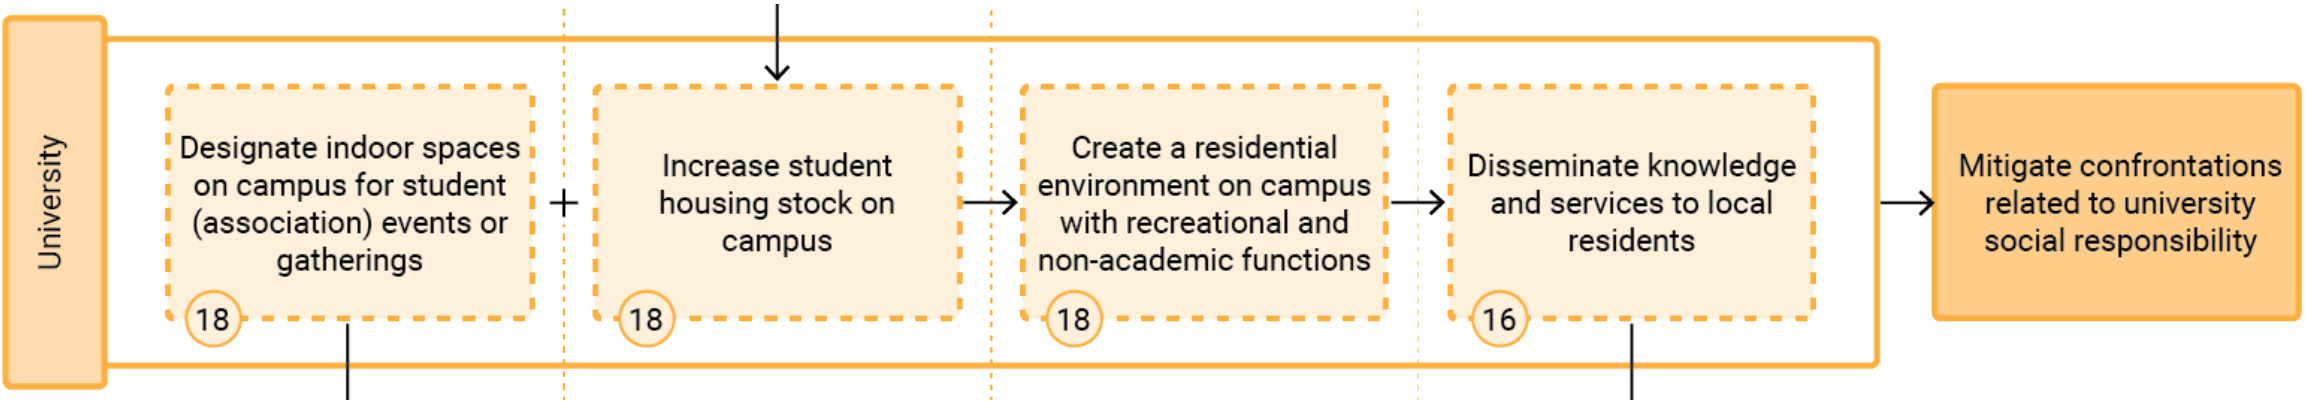 University
Designate indoor spaces
on campus for student
(association) events or
gatherings
18
+
Increase student
housing stock on
campus
18
Create a residential
environment on campus
with recreational and
non-academic functions
18
Disseminate knowledge
and services to local
residents
16
Mitigate confrontations
related to university
social responsibility